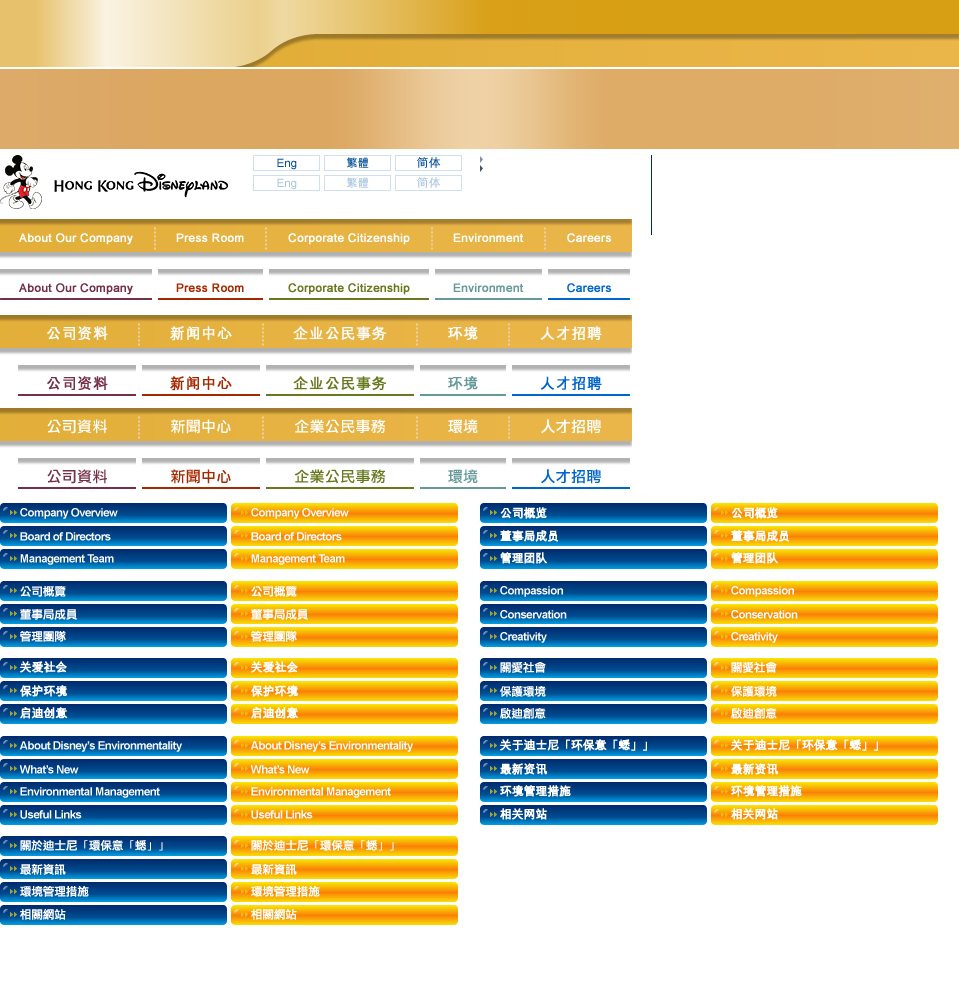 HONG KONG DISNEYLAND
Eng 繁體 简体
Eng 繁體 简体
About Our Company Press Room Corporate Citizenship Environment Careers
About Our Company Press Room Corporate Citizenship Environment Careers
公司资料 新闻中心 企业公民事务 环境 人才招聘
公司资料 新闻中心 企业公民事务 环境 人才招聘
公司資料 新聞中心 企業公民事務 環境 人才招聘
公司資料 新聞中心 企業公民事務 環境 人才招聘
Company Overview Company Overview 公司概览 公司概览
Board of Directors Board of Directors 董事局成员 董事局成员
Management Team Management Team 管理团队 管理团队
公司概覽 公司概覽 Compassion Compassion
董事局成員 董事局成員 Conservation Conservation
管理團隊 管理團隊 Creativity Creativity
关爱社会 关爱社会 關愛社會 關愛社會
保护环境 保护环境 保護環境 保護環境
启迪创意 启迪创意 啟迪創意 啟迪創意
About Disney's Environmentality About Disney's Environmentality 关于迪士尼「环保意「蟋」」 关于迪士尼「环保意「蟋」」
What's New What's New 最新资讯 最新资讯
Environmental Management Environmental Management 环境管理措施 环境管理措施
Useful Links Useful Links 相关网站 相关网站
關於迪士尼「環保意「蟋」」 關於迪士尼「環保意「蟋」」
最新資訊 最新資訊
環境管理措施 環境管理措施
相關網站 相關網站